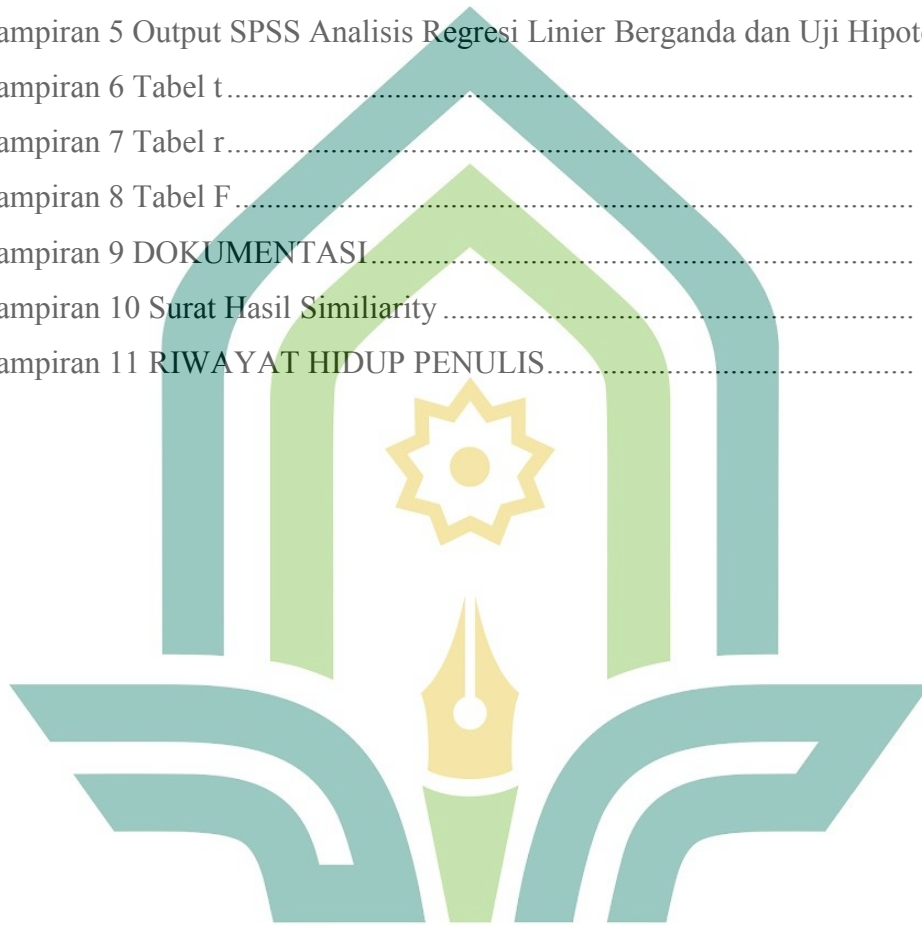 ampiran 5 Output SPSS Analisis Regresi Linier Berganda dan Uji Hipot
ampiran 6 Tabel t
ampiran 7 Tabel r
ampiran 8 Tabel F
ampiran 9 DOKUMENTASI
ampiran 10 Surat Hasil Similiarity
ampiran 11 RIWAYAT HIDUP PENULIS